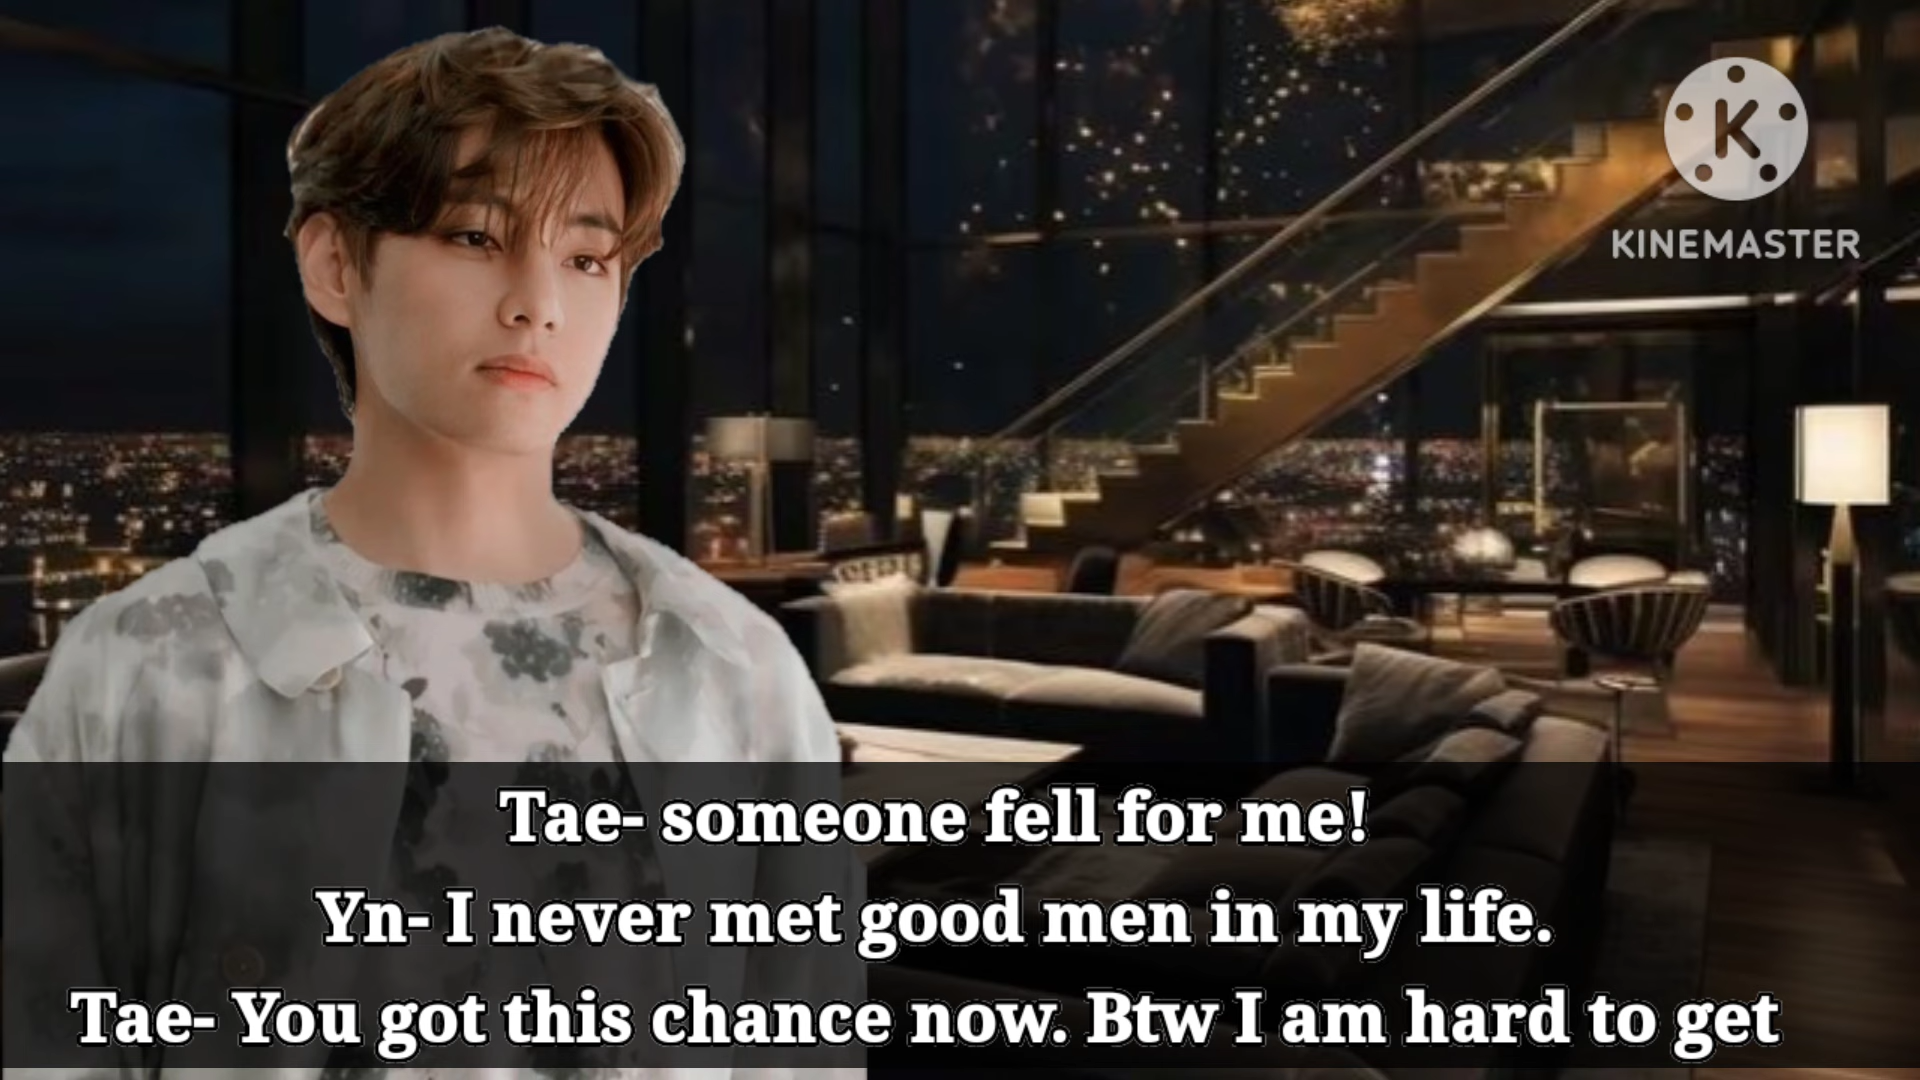 K
KINEMASTER
Tae- someone fell for me!
Yn- I never met good men in my life.
Tae- You got this chance now. Btw I am hard to get